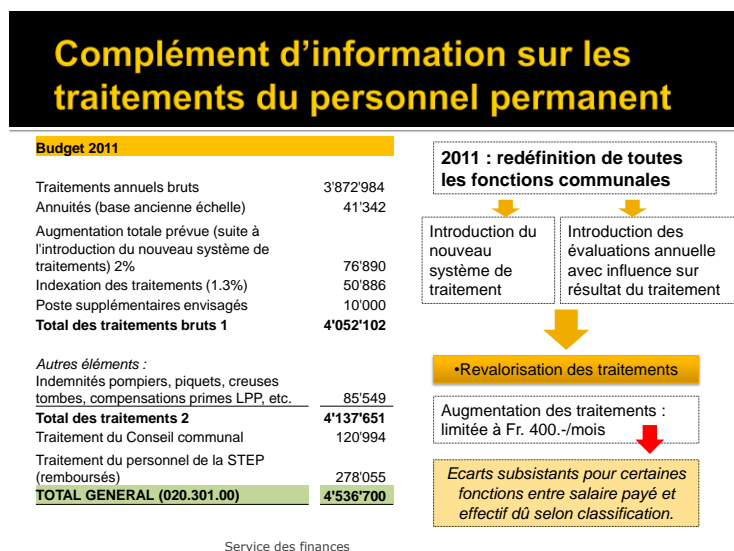 Complément d'information sur les
traitements du personnel permanent
Budget 2011
Traitements annuels bruts 3'872'984
Annuités (base ancienne échelle) 41'342
Augmentation totale prévue (suite à
l'introduction du nouveau système de
traitements) 2% 76'890
Indexation des traitements (1.3%) 50'886
Poste supplémentaires envisagés 10'000
Total des traitements bruts 1 4'052'102
Autres éléments :
Indemnités pompiers, piquets, creuses
tombes, compensations primes LPP, etc. 85'549
Total des traitements 2 4'137'651
Traitement du Conseil communal 120'994
Traitement du personnel de la STEP
(remboursés) 278'055
TOTAL GENERAL (020.301.00) 4'536'700
2011 : redéfinition de toutes
les fonctions communales
Introduction du
nouveau
système de
traitement
Introduction des
évaluations annuelle
avec influence sur
résultat du traitement
•Revalorisation des traitements
Augmentation des traitements :
limitée à Fr. 400.-/mois
Ecarts subsistants pour certaines
fonctions entre salaire payé et
effectif dû selon classification.
Service des finances